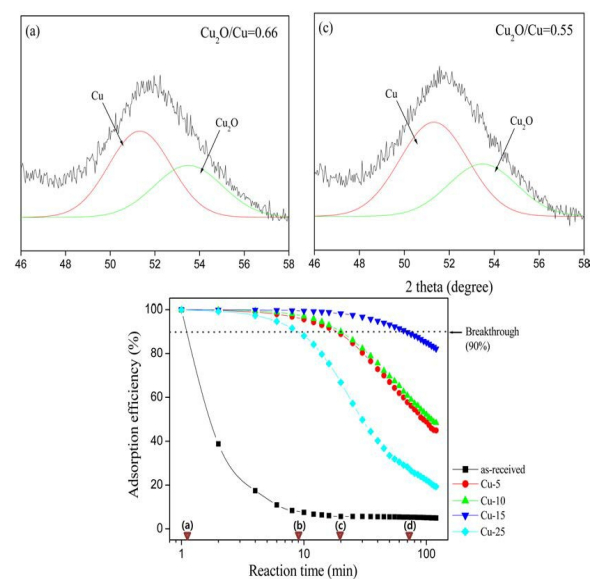 (a)
Cu₂O/Cu=0.66
Cu
Cu₂O
46 48 50 52 54 56 58
(c)
Cu₂O/Cu=0.55
Cu
Cu₂O
46 48 50 52 54 56 58
2 theta (degree)
Adsorption efficiency (%)
100
80
60
40
20
0
Breakthrough
(90%)
(a) (b) (c) (d)
1 10 100
Reaction time (min)
as-received
Cu-5
Cu-10
Cu-15
Cu-25